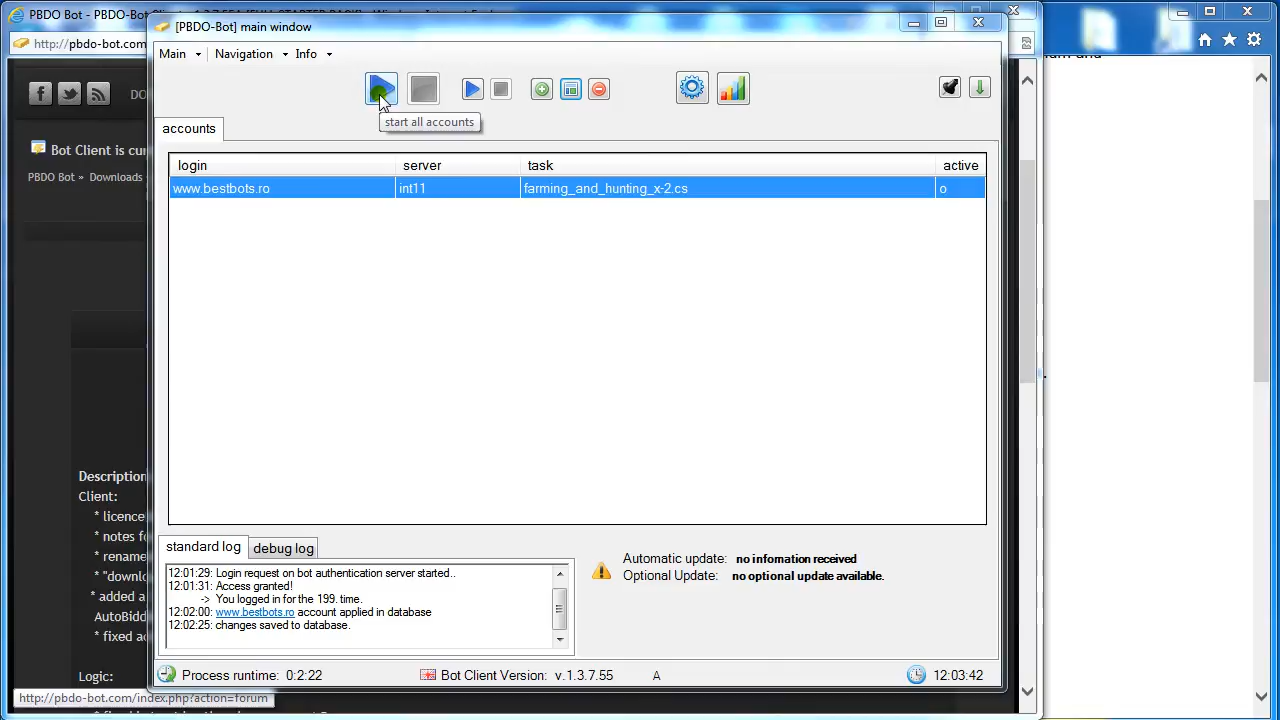 PBDO Bot - PBDO-Bot
[PBDO-Bot] main window
http://pbdo-bot.com
Main Navigation Info
DO
start all accounts
accounts
Bot Client is cur
PBDO Bot » Downloads
login server task active
www.bestbots.ro int11 farming_and_hunting_x-2.cs o
Description
Client:
* licence
* notes fo
* rename
* "downlo
* added a
AutoBidd
* fixed ac
Logic:
standard log debug log
12:01:29: Login request on bot authentication server started..
12:01:31: Access granted!
-> You logged in for the 199. time.
12:02:00: www.bestbots.ro account applied in database
12:02:25: changes saved to database.
Automatic update: no infomation received
Optional Update: no optional update available.
Process runtime: 0:2:22 Bot Client Version: v.1.3.7.55 A 12:03:42
http://pbdo-bot.com/index.php?action=forum